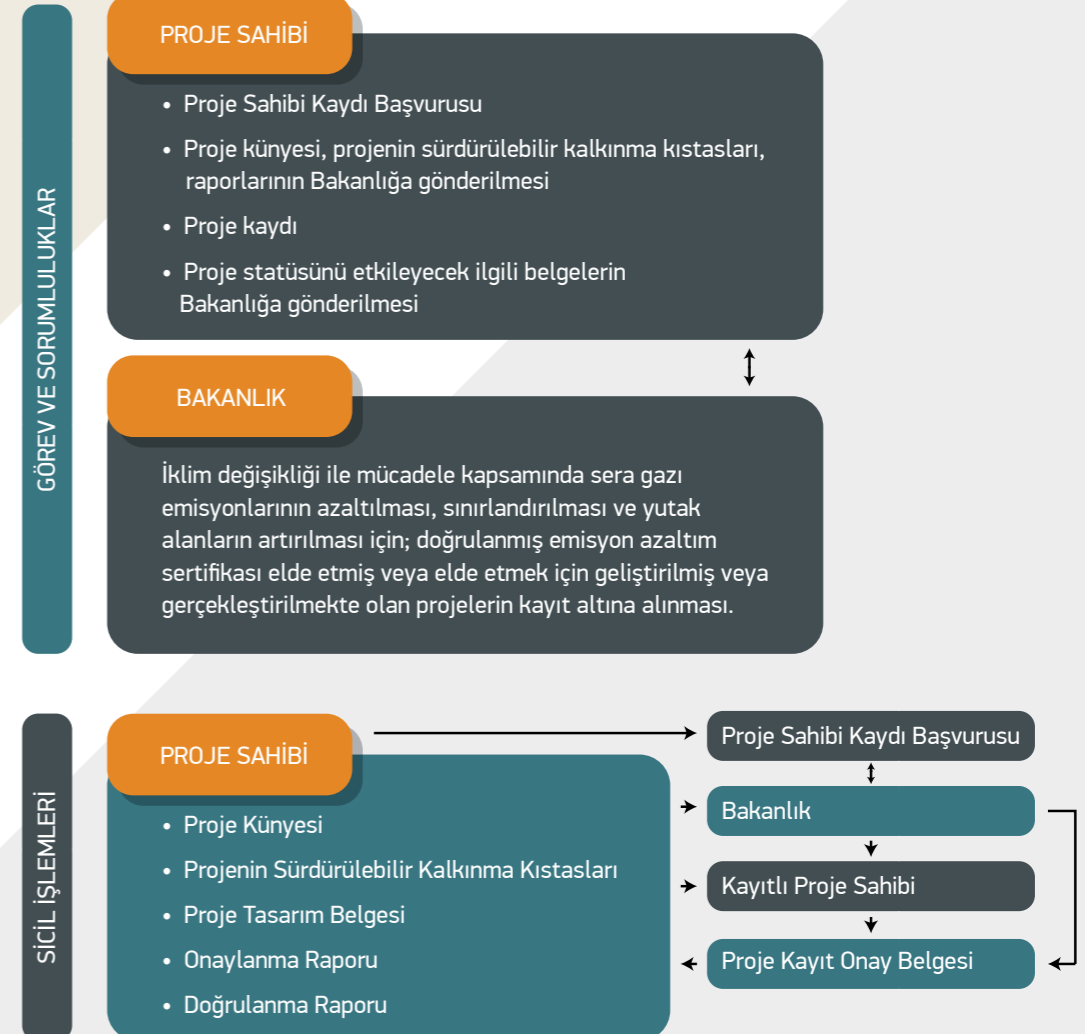 GÖREV VE SORUMLULUKLAR
PROJE SAHİBİ
• Proje Sahibi Kaydı Başvurusu
• Proje künyesi, projenin sürdürülebilir kalkınma kıstasları,
raporlarının Bakanlığa gönderilmesi
• Proje kaydı
• Proje statüsünü etkileyecek ilgili belgelerin
Bakanlığa gönderilmesi
BAKANLIK
İklim değişikliği ile mücadele kapsamında sera gazı
emisyonlarının azaltılması, sınırlandırılması ve yutak
alanların artırılması için; doğrulanmış emisyon azaltım
sertifikası elde etmiş veya elde etmek için geliştirilmiş veya
gerçekleştirilmekte olan projelerin kayıt altına alınması.
SİCİL İŞLEMLERİ
PROJE SAHİBİ
• Proje Künyesi
• Projenin Sürdürülebilir Kalkınma Kıstasları
• Proje Tasarım Belgesi
• Onaylanma Raporu
• Doğrulanma Raporu
Proje Sahibi Kaydı Başvurusu
Bakanlık
Kayıtlı Proje Sahibi
Proje Kayıt Onay Belgesi